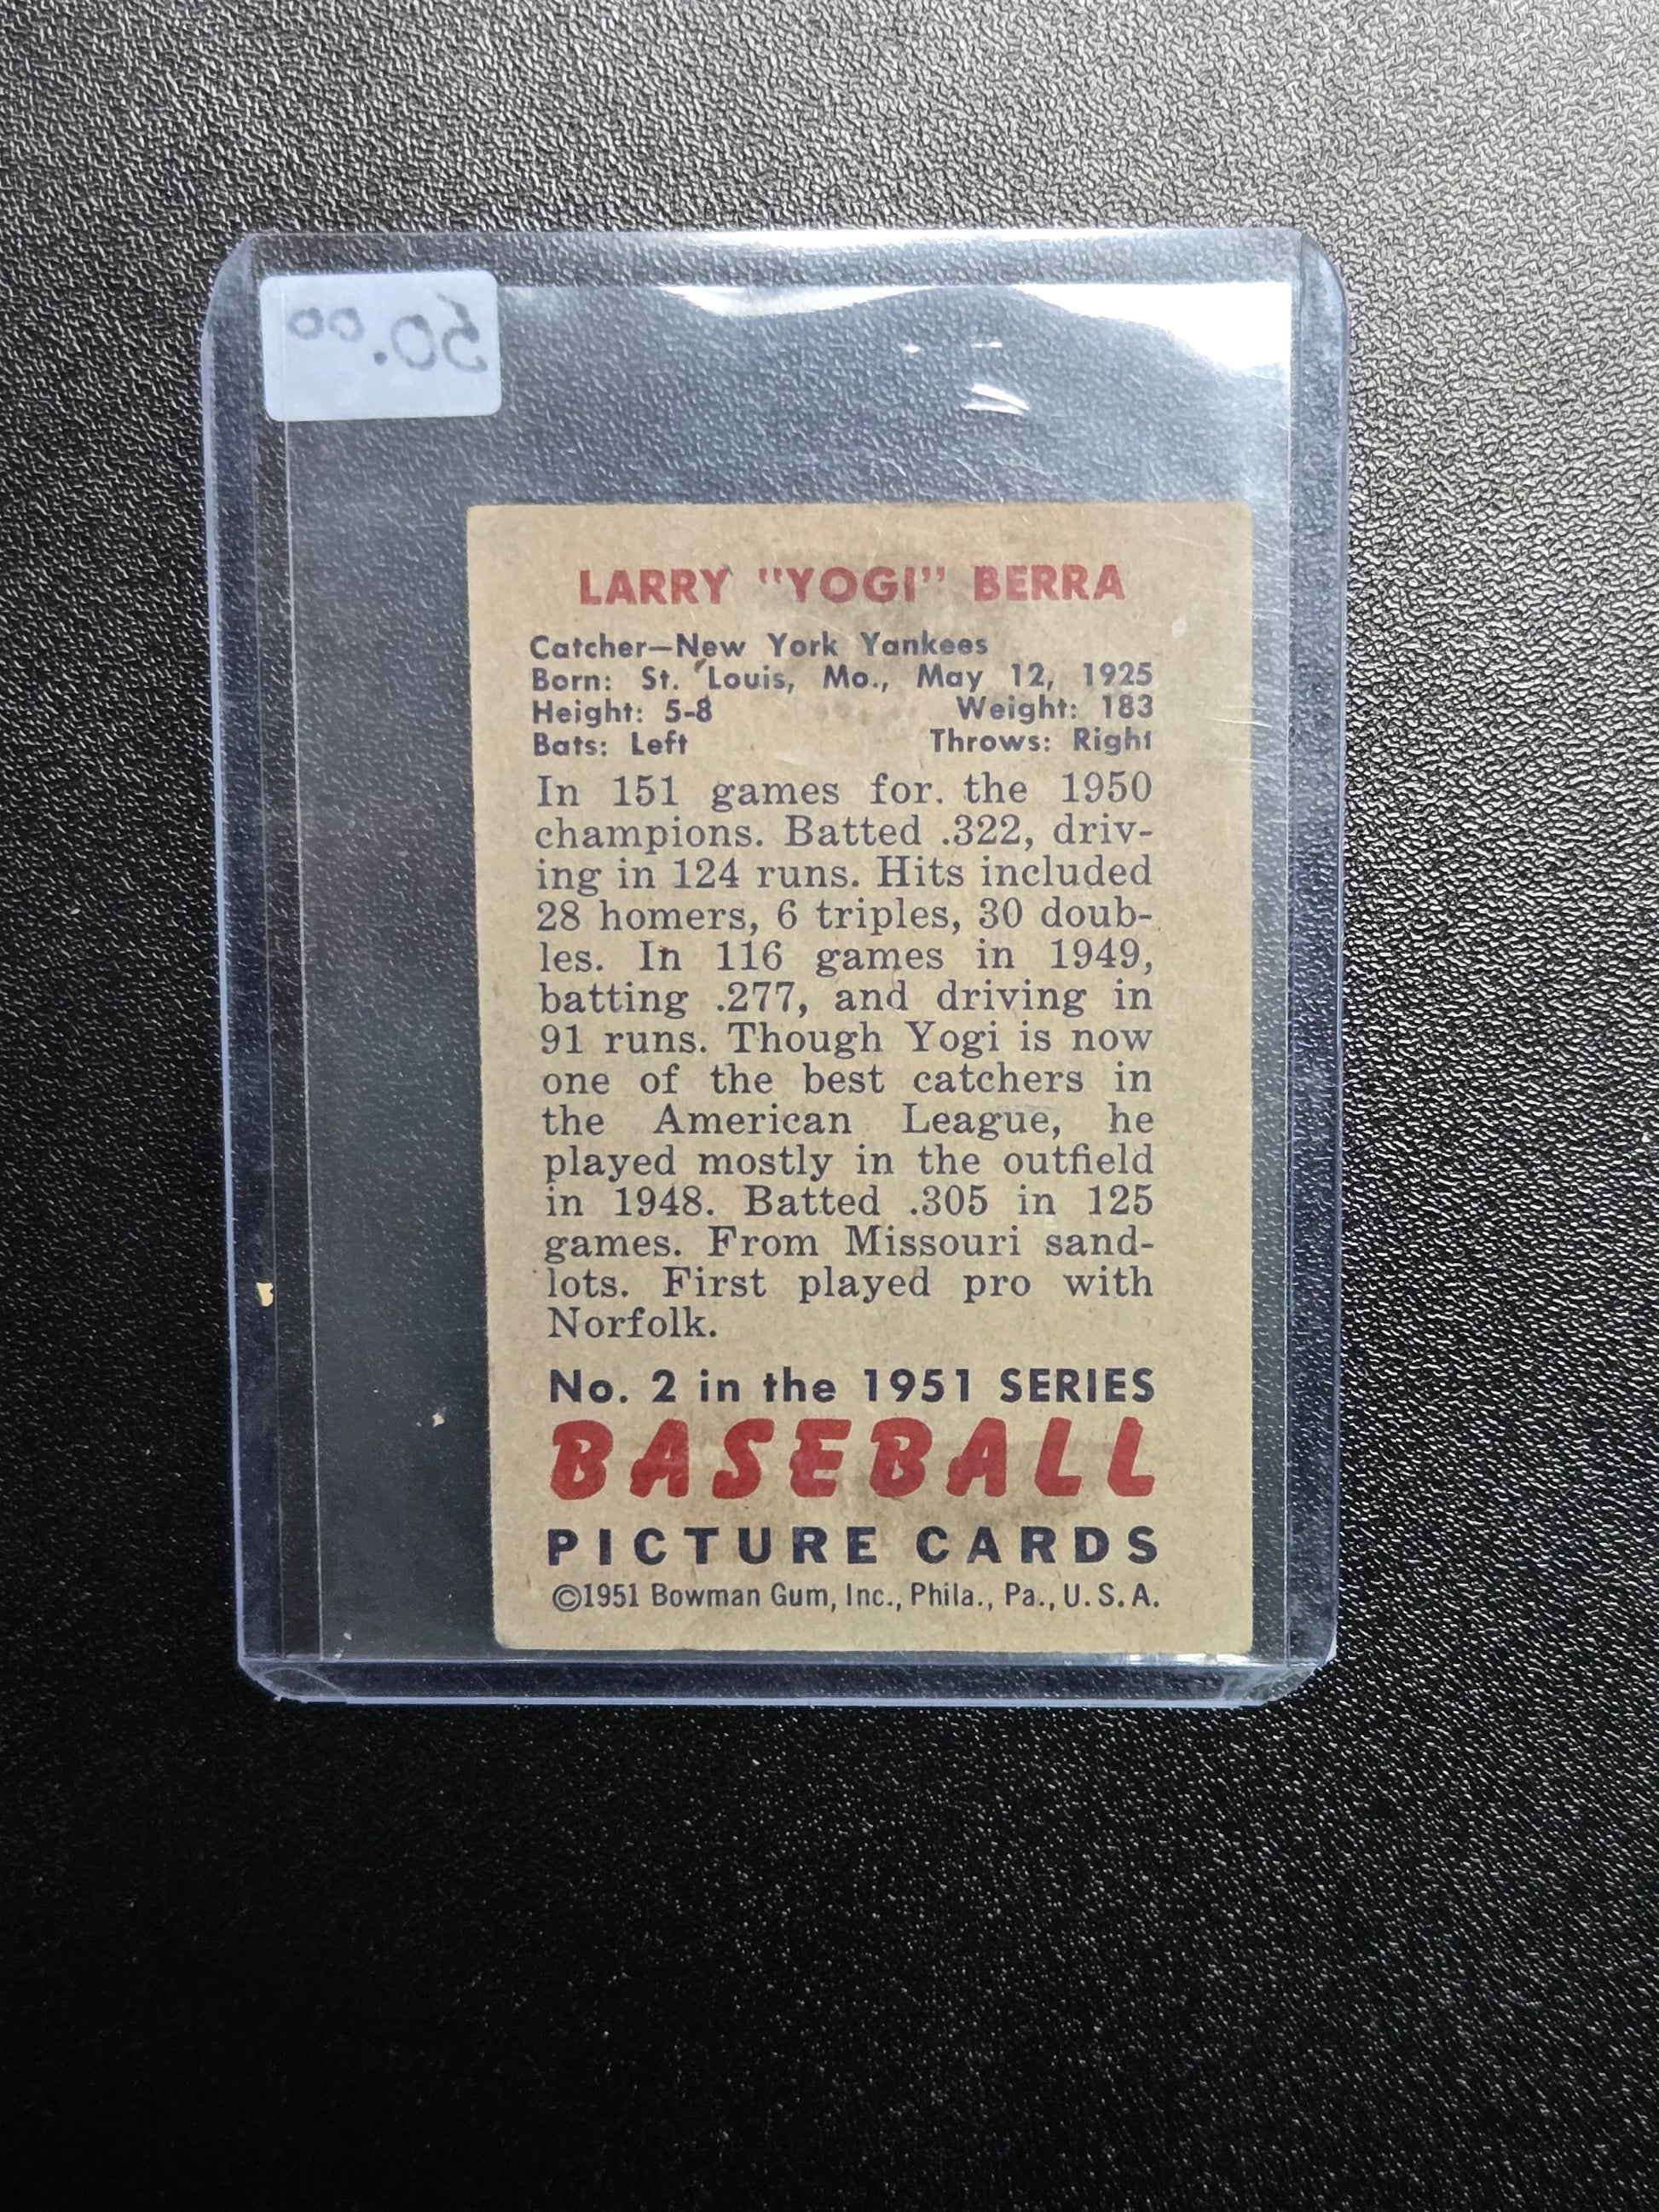 50.00
LARRY "YOGI" BERRA
Catcher—New York Yankees
Born: St. Louis, Mo., May 12, 1925
Height: 5-8 Weight: 183
Bats: Left Throws: Right
In 151 games for. the 1950
champions. Batted .322, driv-
ing in 124 runs. Hits included
28 homers, 6 triples, 30 doub-
les. In 116 games in 1949,
batting .277, and driving in
91 runs. Though Yogi is now
one of the best catchers in
the American League, he
played mostly in the outfield
in 1948. Batted .305 in 125
games. From Missouri sand-
lots. First played pro with
Norfolk.
No. 2 in the 1951 SERIES
BASEBALL
PICTURE CARDS
©1951 Bowman Gum, Inc., Phila., Pa., U. S. A.